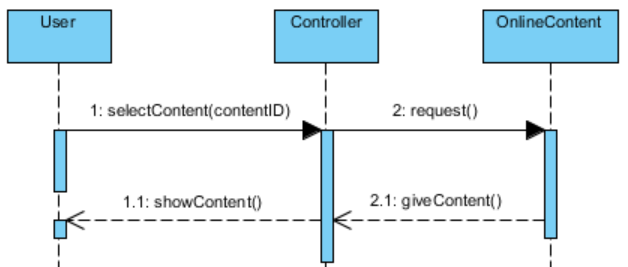 User
Controller
OnlineContent
1: selectContent(contentID)
2: request()
1.1: showContent()
2.1: giveContent()